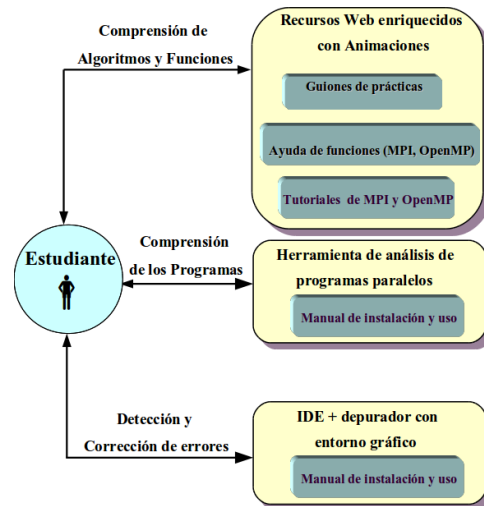 Comprensión de
Algoritmos y Funciones
Recursos Web enriquecidos
con Animaciones
Guiones de prácticas
Ayuda de funciones (MPI, OpenMP)
Tutoriales de MPI y OpenMP
Estudiante
Comprensión
de los Programas
Herramienta de análisis de
programas paralelos
Manual de instalación y uso
Detección y
Corrección de errores
IDE + depurador con
entorno gráfico
Manual de instalación y uso